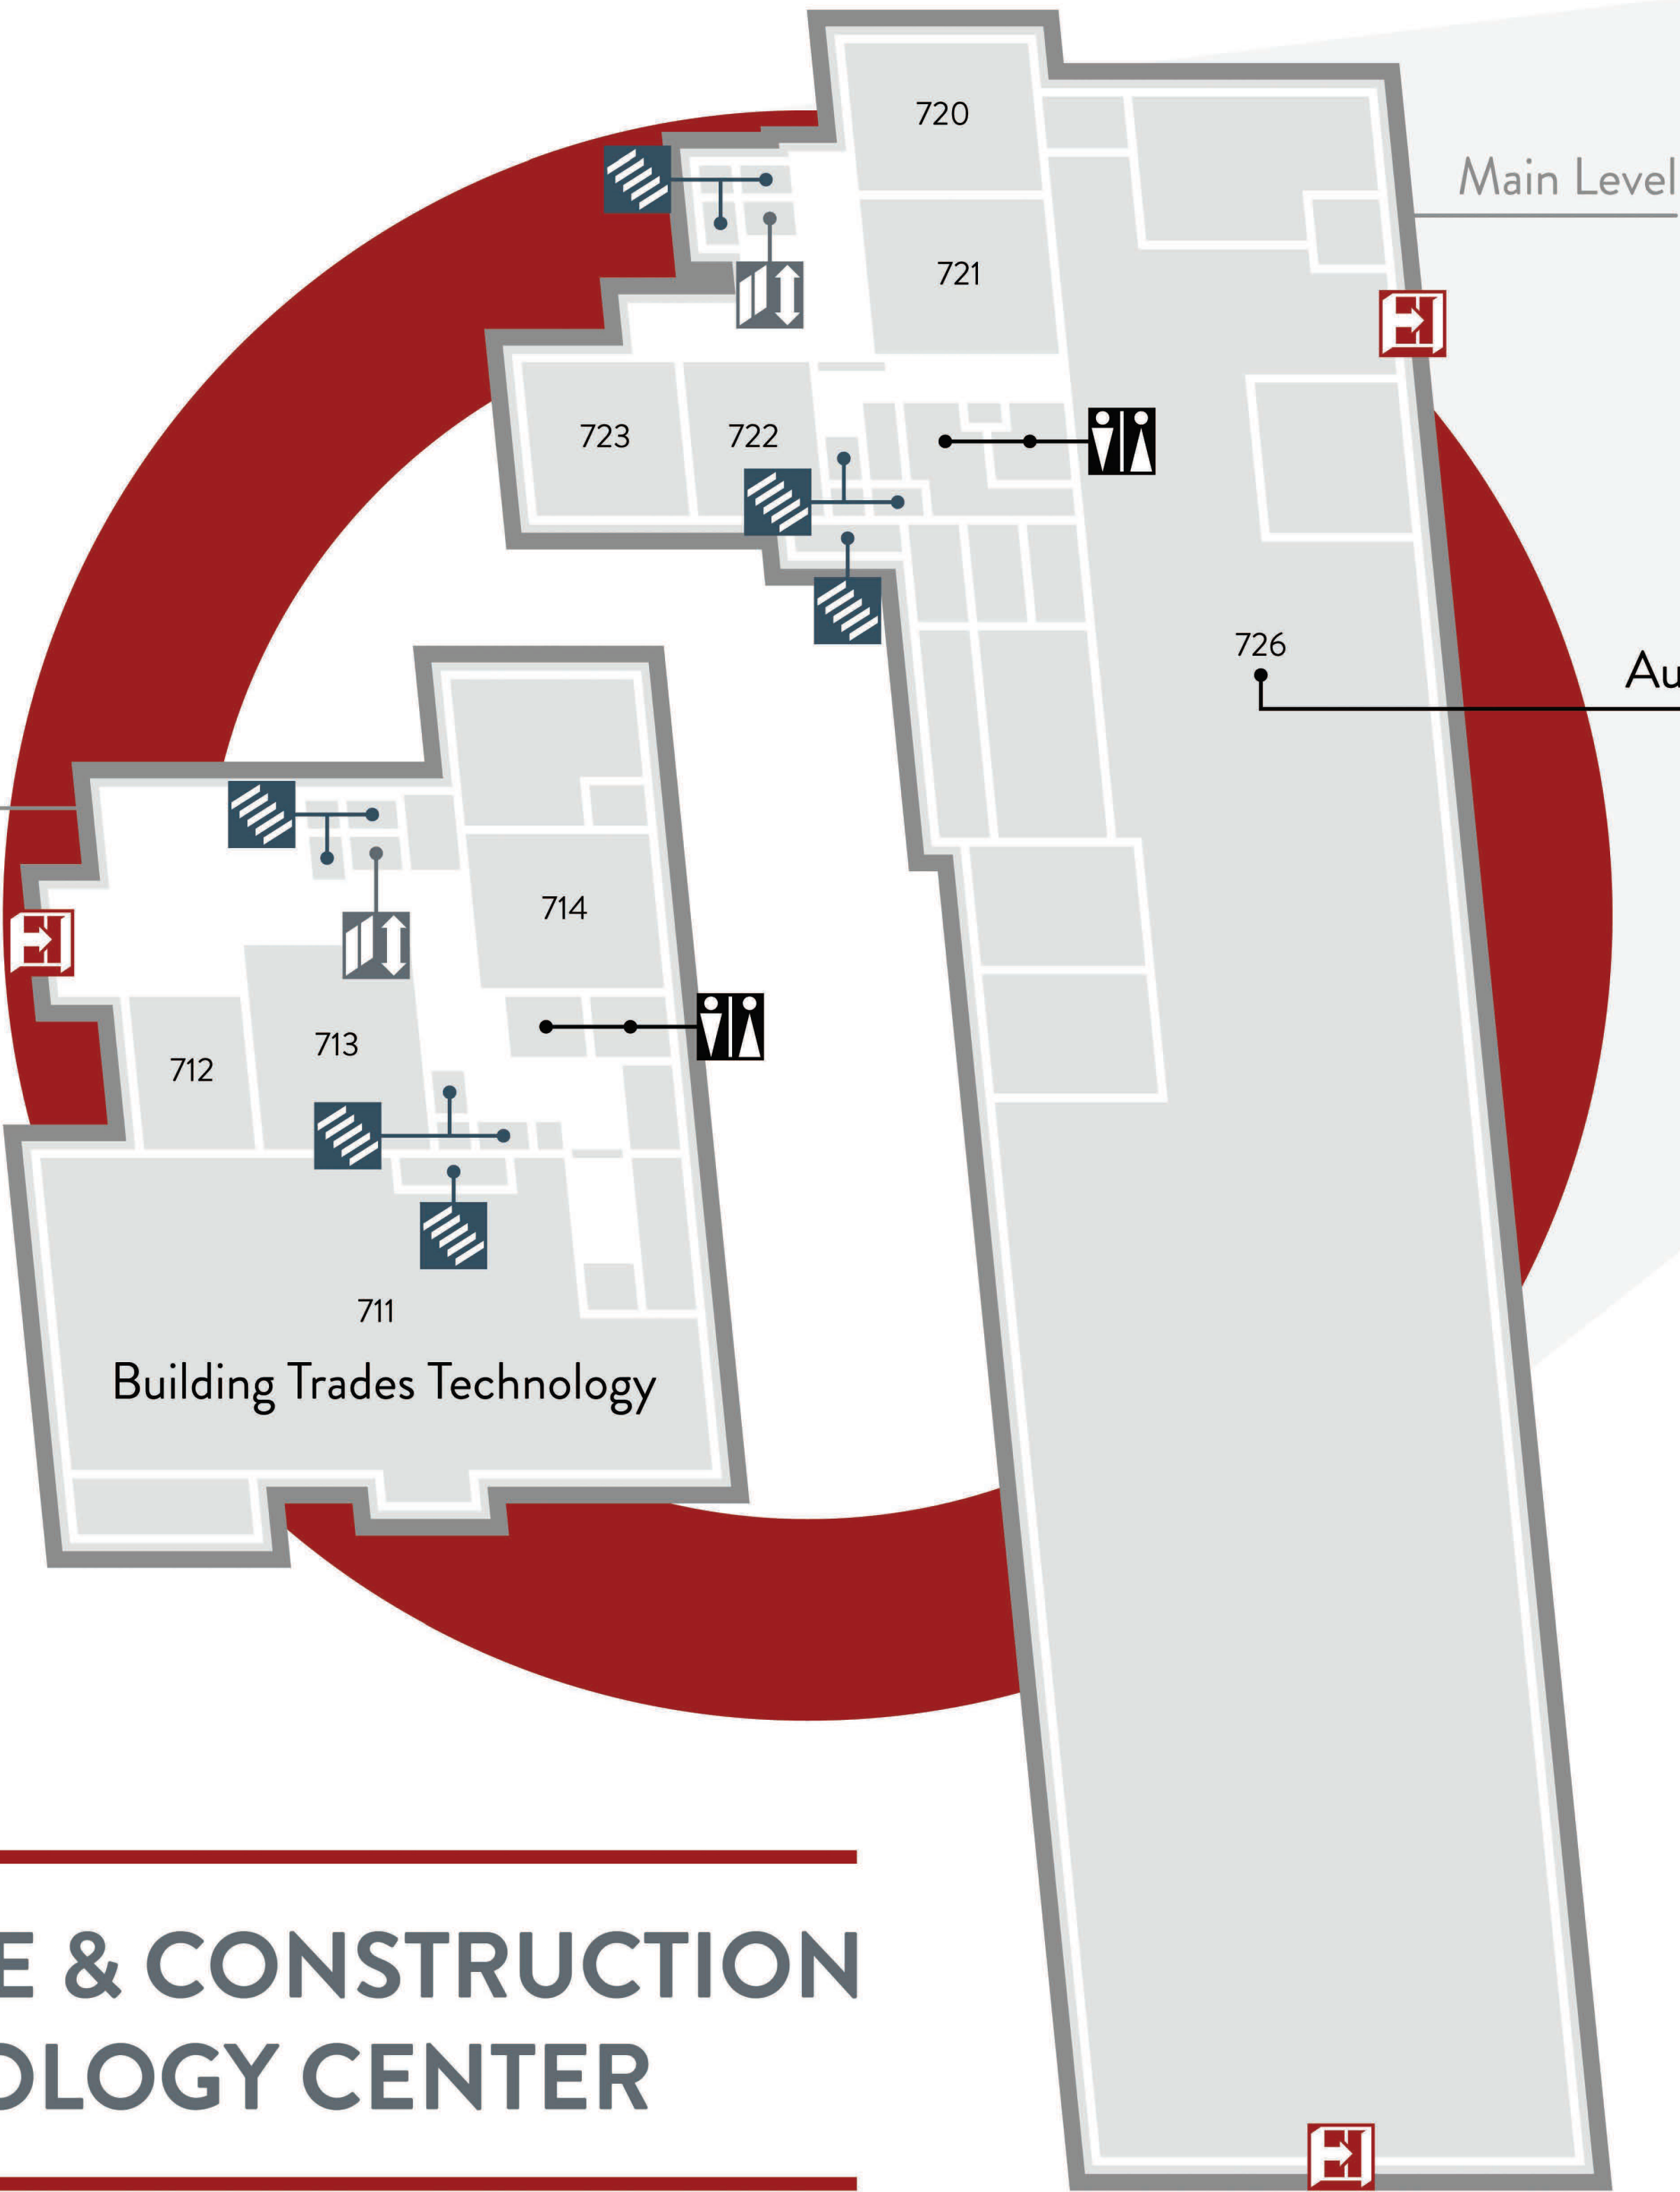 720
Main Level
721
723
722
726
Au
714
713
712
711
Building Trades Technology
E & CONSTRUCTION
OLOGY CENTER